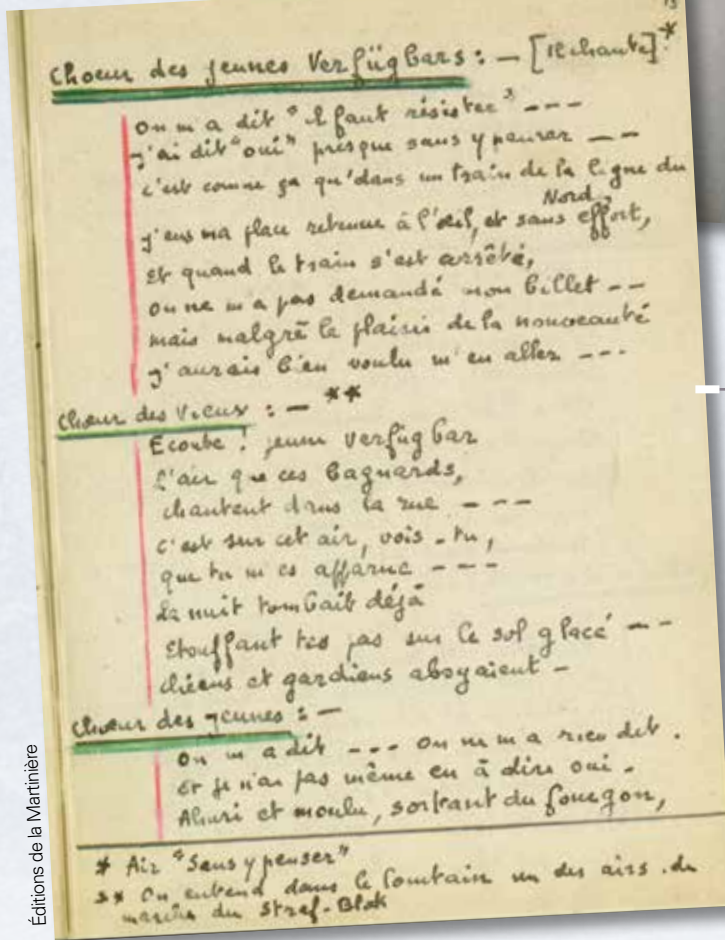 13
Choeur des jeunes Verfügbars : — [Il chante]*
On m'a dit "il faut résister" ---
J'ai dit "oui" presque sans y penser --
c'est comme ça qu'dans un train de la ligne du
Nord
J'eus ma place retenue à l'œil, et sans effort,
Et quand le train s'est arrêté,
on ne m'a pas demandé mon billet --
mais malgré le plaisir de la nouveauté
J'aurais bien voulu m'en aller ---
Choeur des Vieux : — **
Ecoute ! jeune verfügbar
L'air que ces bagnards,
chantent dans la rue ---
c'est sur cet air, vois-tu,
que tu m'es apparue ---
La nuit tombait déjà
Etouffant tes pas sur le sol glacé --
chiens et gardiens aboyaient -
Choeur des jeunes : —
On m'a dit --- on ne m'a rien dit.
Et je n'ai pas même eu à dire oui -
Ahuri et moulu, sortant du fourgon,
* Air "Sans y penser"
** On entend dans le lointain un des airs de
marche du Straf-Blok
Éditions de la Martinière